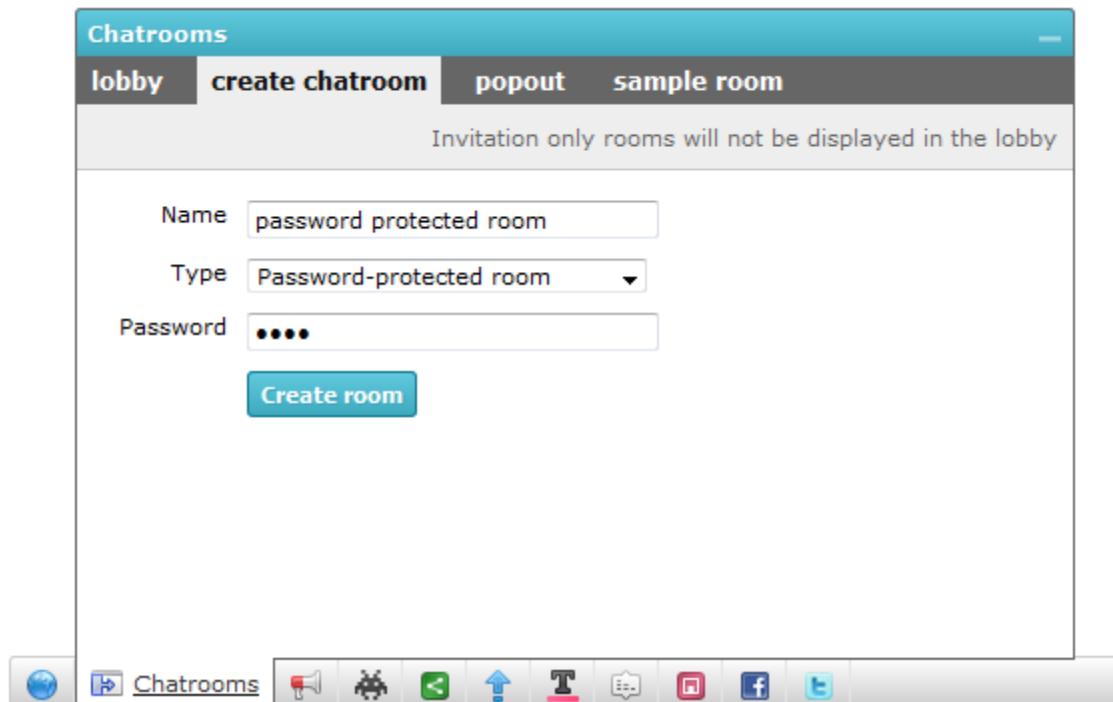 Chatrooms
lobby create chatroom popout sample room
Invitation only rooms will not be displayed in the lobby
Name password protected room
Type Password-protected room
Password ••••
Create room
Chatrooms